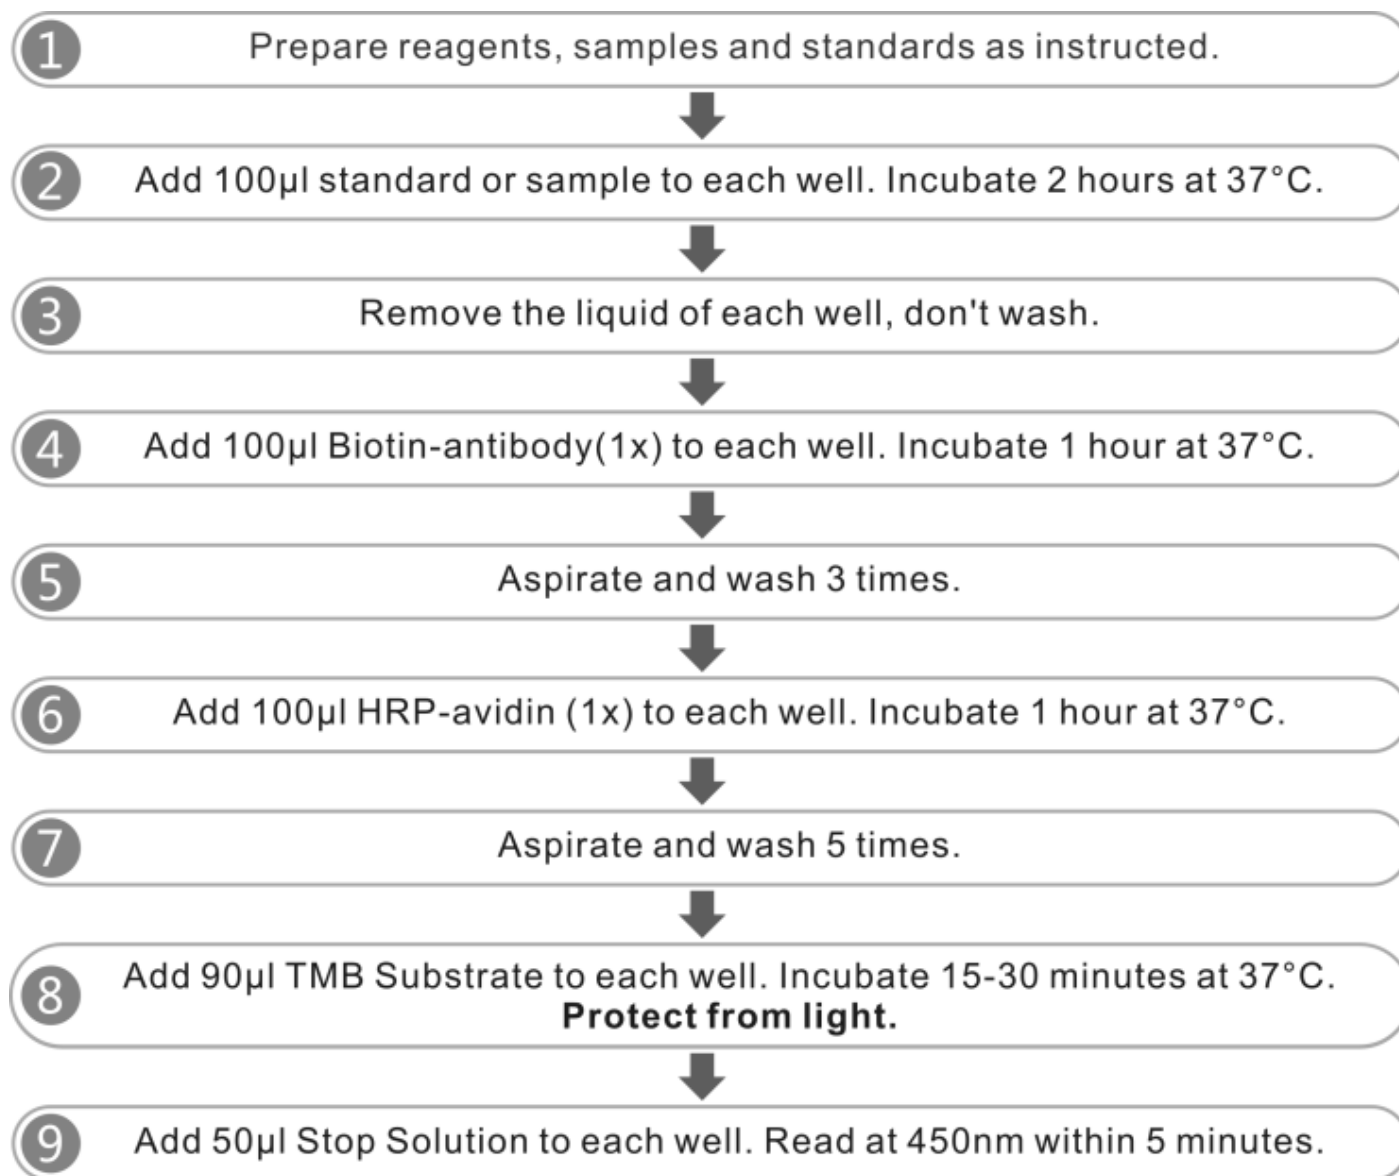 1 Prepare reagents, samples and standards as instructed.
2 Add 100µl standard or sample to each well. Incubate 2 hours at 37°C.
3 Remove the liquid of each well, don't wash.
4 Add 100µl Biotin-antibody(1x) to each well. Incubate 1 hour at 37°C.
5 Aspirate and wash 3 times.
6 Add 100µl HRP-avidin (1x) to each well. Incubate 1 hour at 37°C.
7 Aspirate and wash 5 times.
8 Add 90µl TMB Substrate to each well. Incubate 15-30 minutes at 37°C.
Protect from light.
9 Add 50µl Stop Solution to each well. Read at 450nm within 5 minutes.